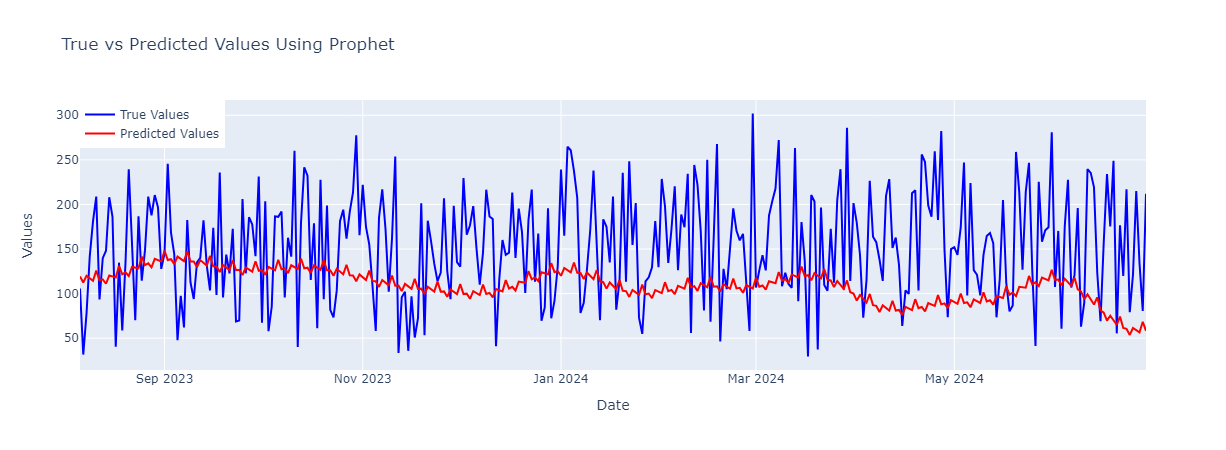 True vs Predicted Values Using Prophet
True Values
Predicted Values
300
250
200
150
100
50
Values
Sep 2023
Nov 2023
Jan 2024
Mar 2024
May 2024
Date